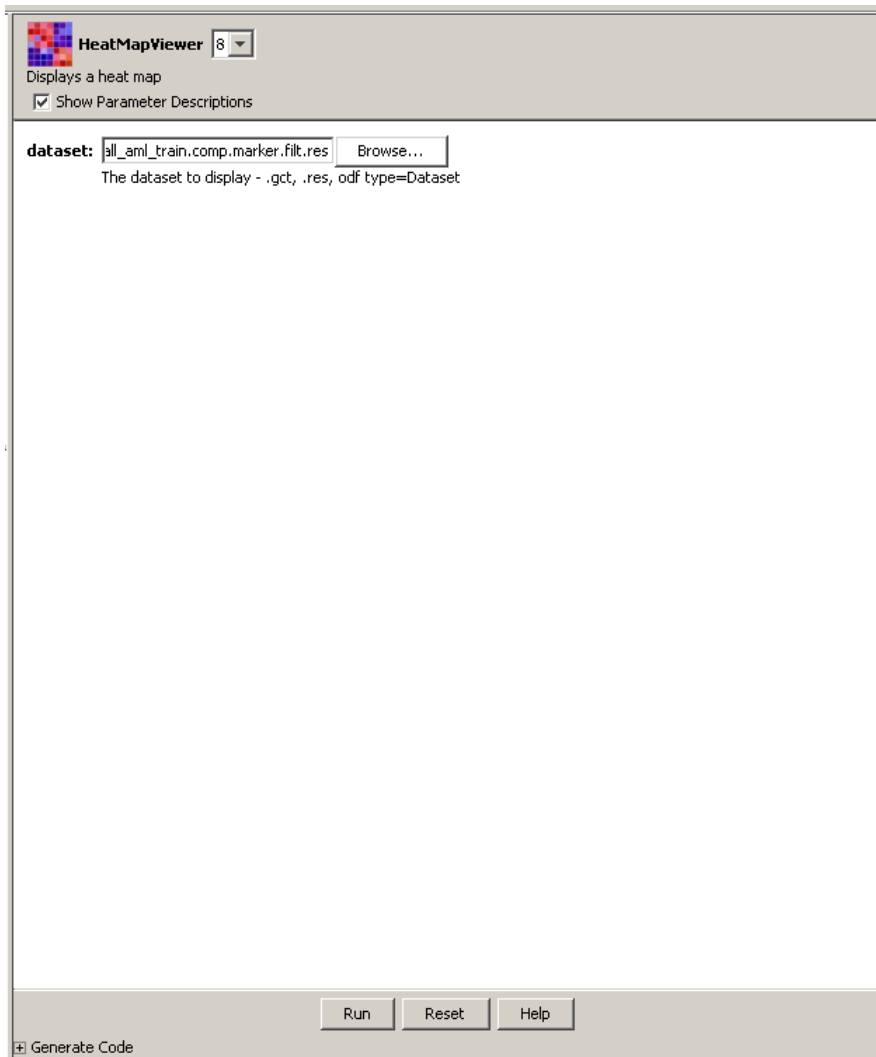 HeatMapViewer 8
Displays a heat map
Show Parameter Descriptions
dataset: all_aml_train.comp.marker.filt.res Browse...
The dataset to display - .gct, .res, odf type=Dataset
Run Reset Help
Generate Code